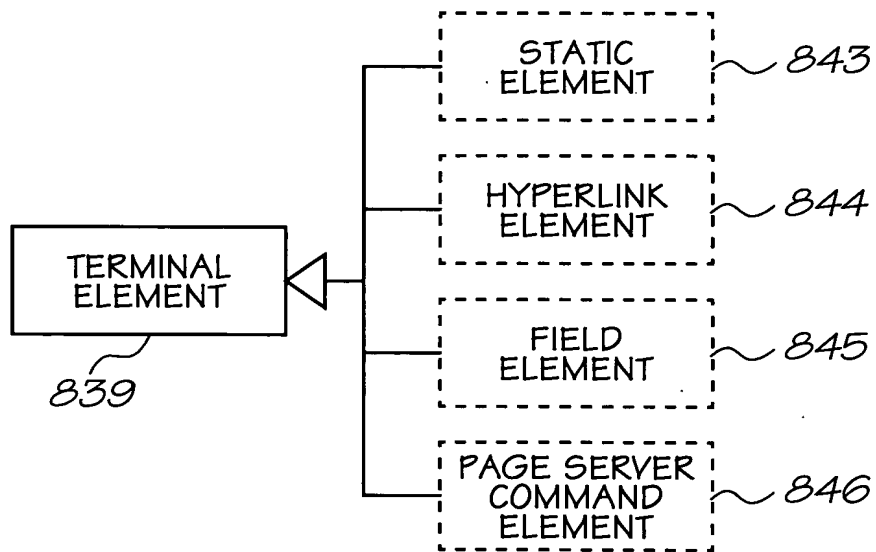 STATIC
ELEMENT
843
HYPERLINK
ELEMENT
844
TERMINAL
ELEMENT
839
FIELD
ELEMENT
845
PAGE SERVER
COMMAND
ELEMENT
846